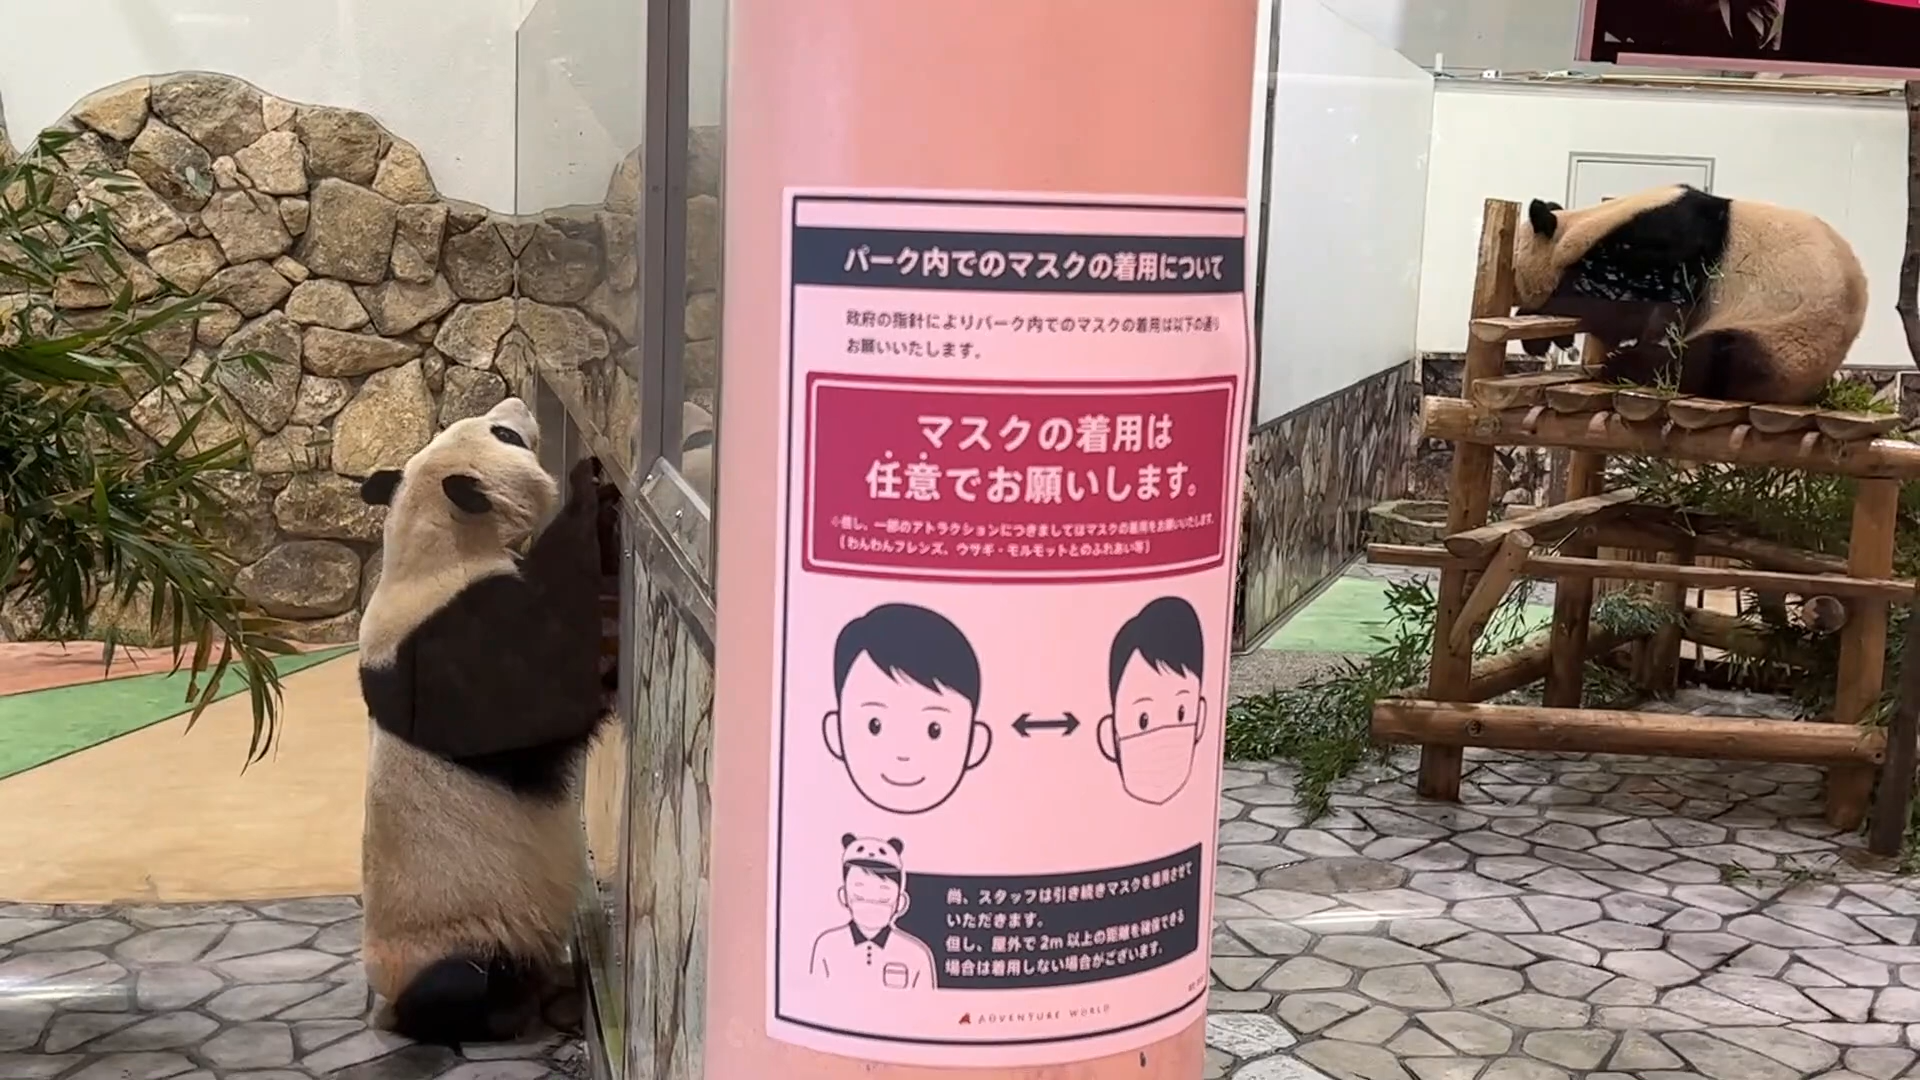 パーク内でのマスクの着用について
政府の指針によりパーク内でのマスクの着用は以下の通り
お願いいたします。
マスクの着用は
任意でお願いします。
※但し、一部のアトラクションにつきましてはマスクの着用をお願いいたします。
（わんわんフレンズ、ウサギ・モルモットとのふれあい等）
尚、スタッフは引き続きマスクを着用させて
いただきます。
但し、屋外で 2m 以上の距離を確保できる
場合は着用しない場合がございます。
ADVENTURE WORLD